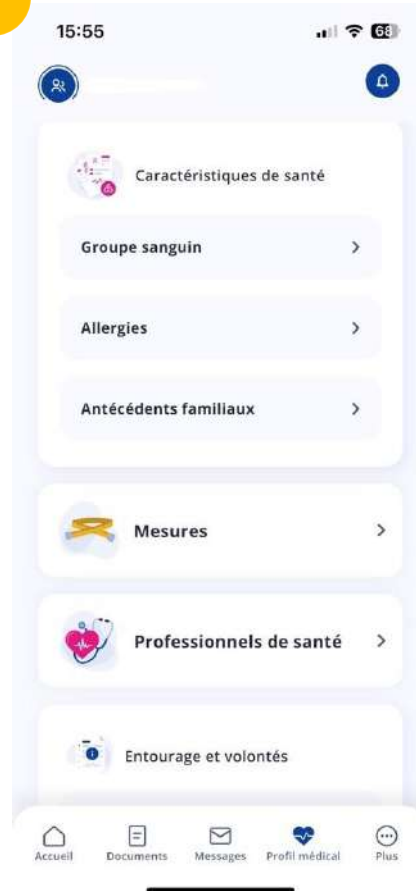 15:55
68
Caractéristiques de santé
Groupe sanguin
Allergies
Antécédents familiaux
Mesures
Professionnels de santé
Entourage et volontés
Accueil Documents Messages Profil médical Plus